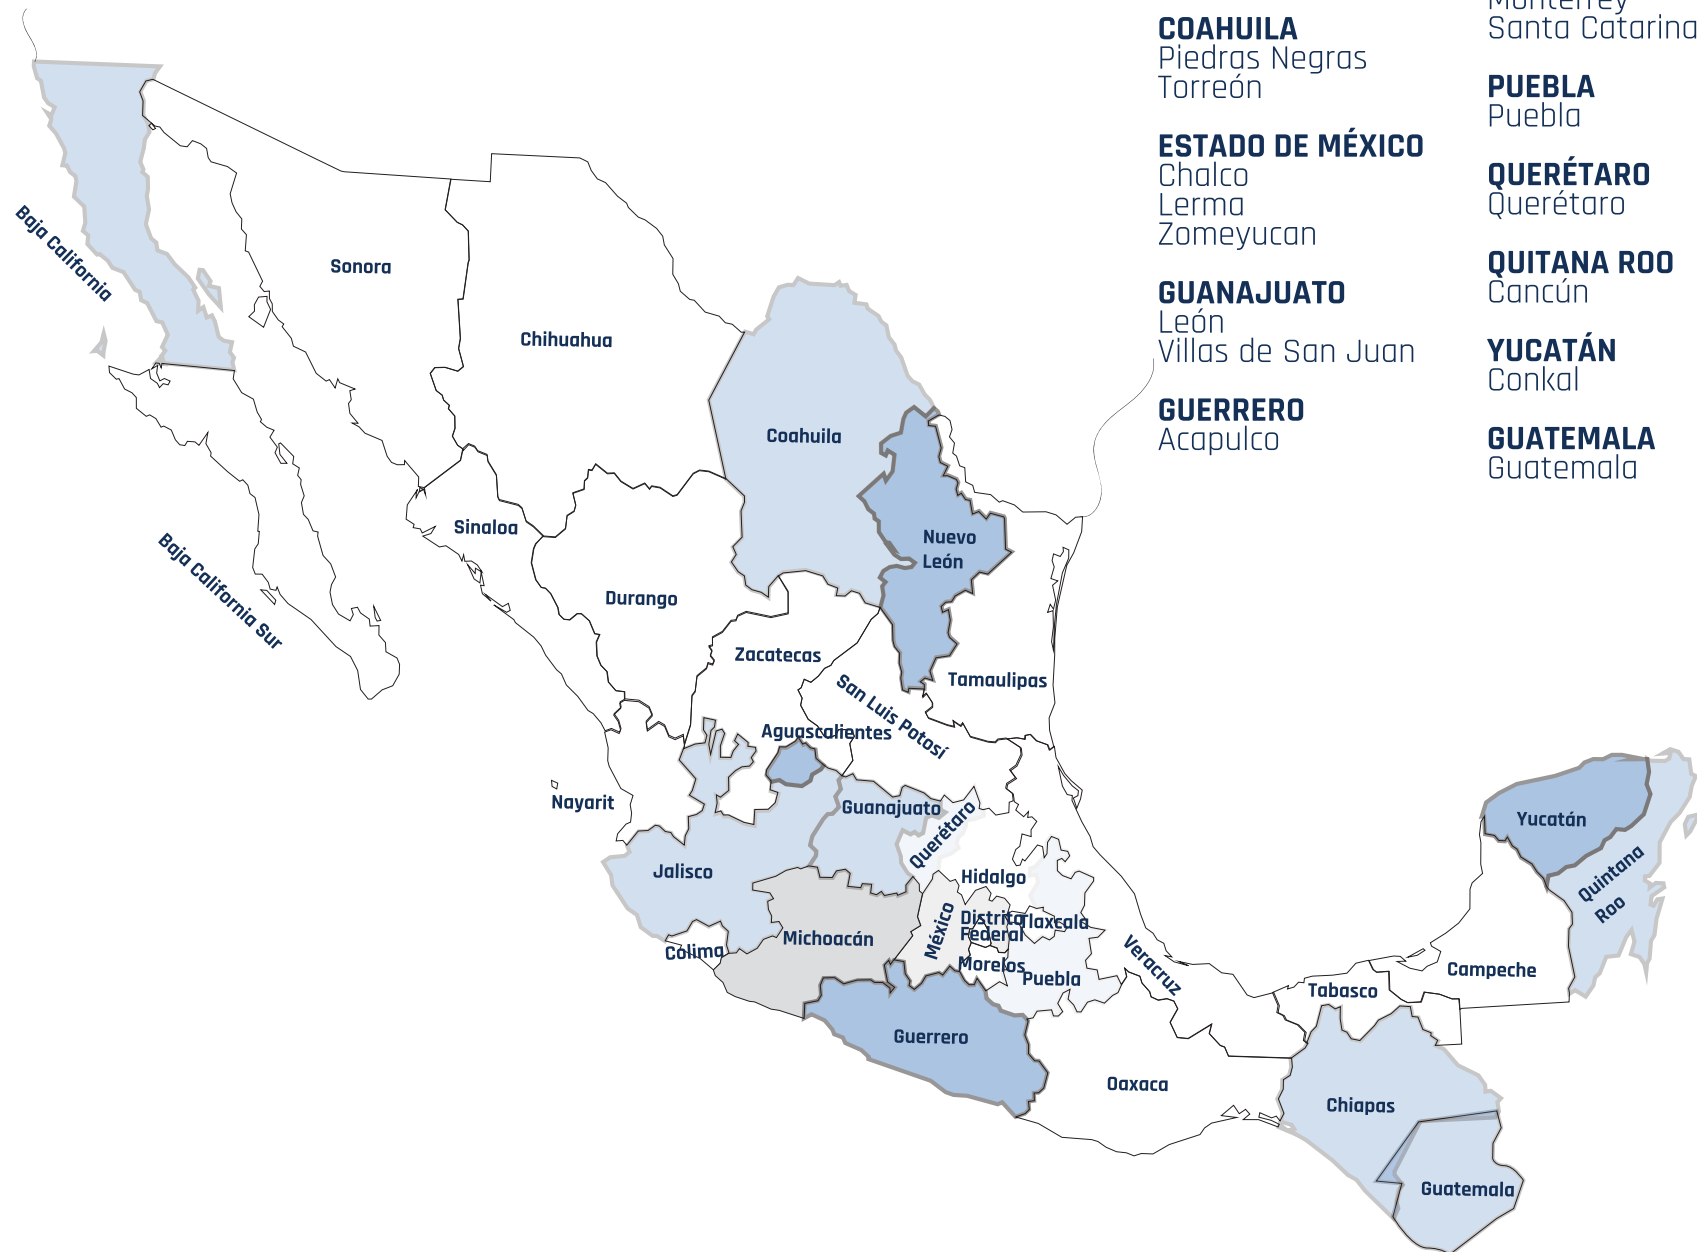 COAHUILA
Piedras Negras
Torreón
ESTADO DE MÉXICO
Chalco
Lerma
Zomeyucan
GUANAJUATO
León
Villas de San Juan
GUERRERO
Acapulco
Monterrey
Santa Catarina
PUEBLA
Puebla
QUERÉTARO
Querétaro
QUITANA ROO
Cancún
YUCATÁN
Conkal
GUATEMALA
Guatemala
Baja California
Sonora
Chihuahua
Coahuila
Nuevo
León
Sinaloa
Baja California Sur
Durango
Zacatecas
San Luis Potosí
Tamaulipas
Aguascalientes
Nayarit
Guanajuato
Querétaro
Jalisco
Hidalgo
México
Distrito
Federal
Tlaxcala
Michoacán
Colima
Morelos
Puebla
Veracruz
Guerrero
Oaxaca
Tabasco
Campeche
Yucatán
Quintana
Roo
Chiapas
Guatemala